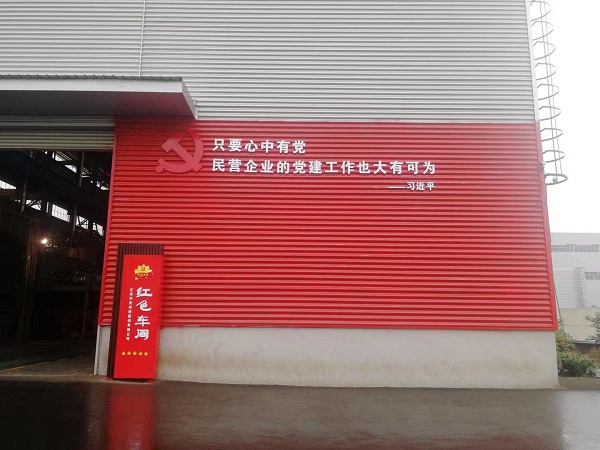 只要心中有党
民营企业的党建工作也大有可为
——习近平
红色车间